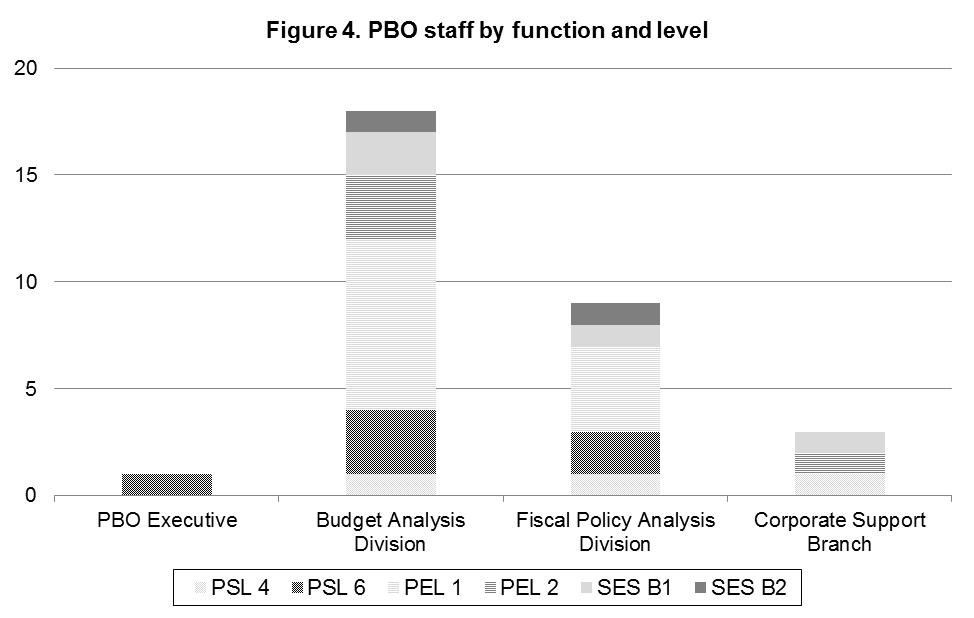 Figure 4. PBO staff by function and level
20
15
10
5
0
PBO Executive
Budget Analysis
Division
Fiscal Policy Analysis
Division
Corporate Support
Branch
PSL 4 PSL 6 PEL 1 PEL 2 SES B1 SES B2